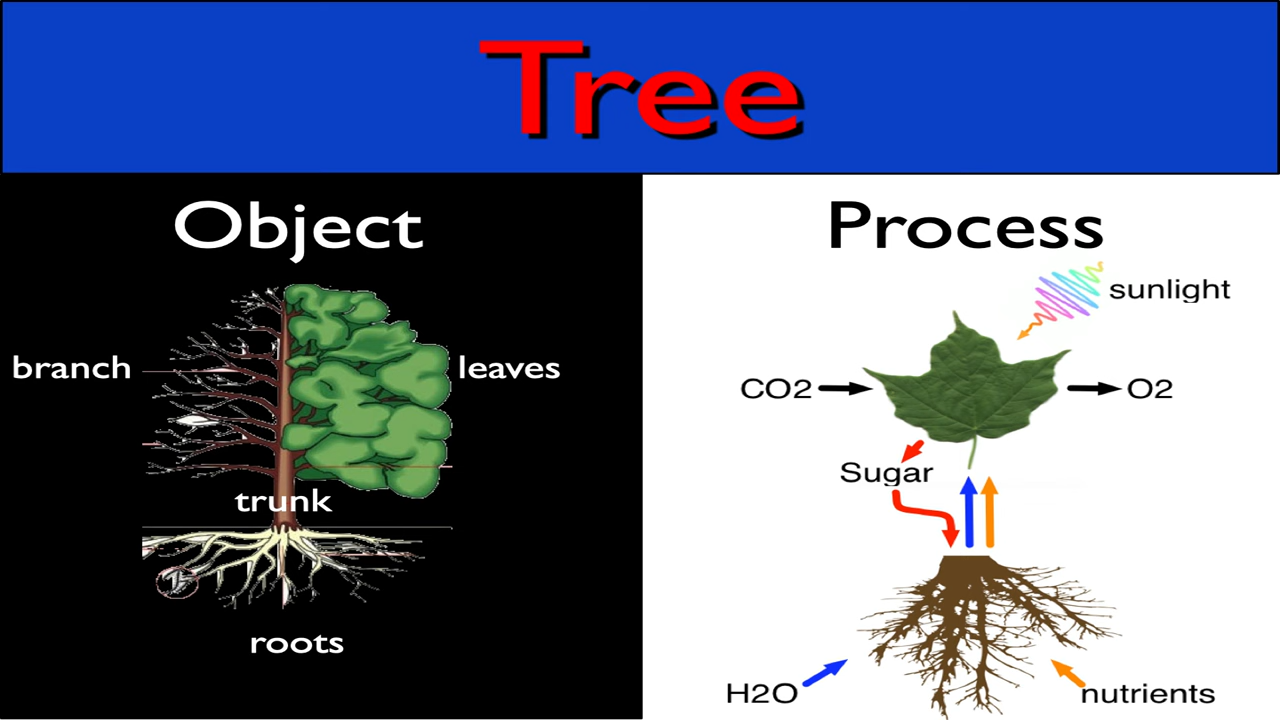 Tree
Object
branch
leaves
trunk
roots
Process
sunlight
CO2
O2
Sugar
H2O
nutrients